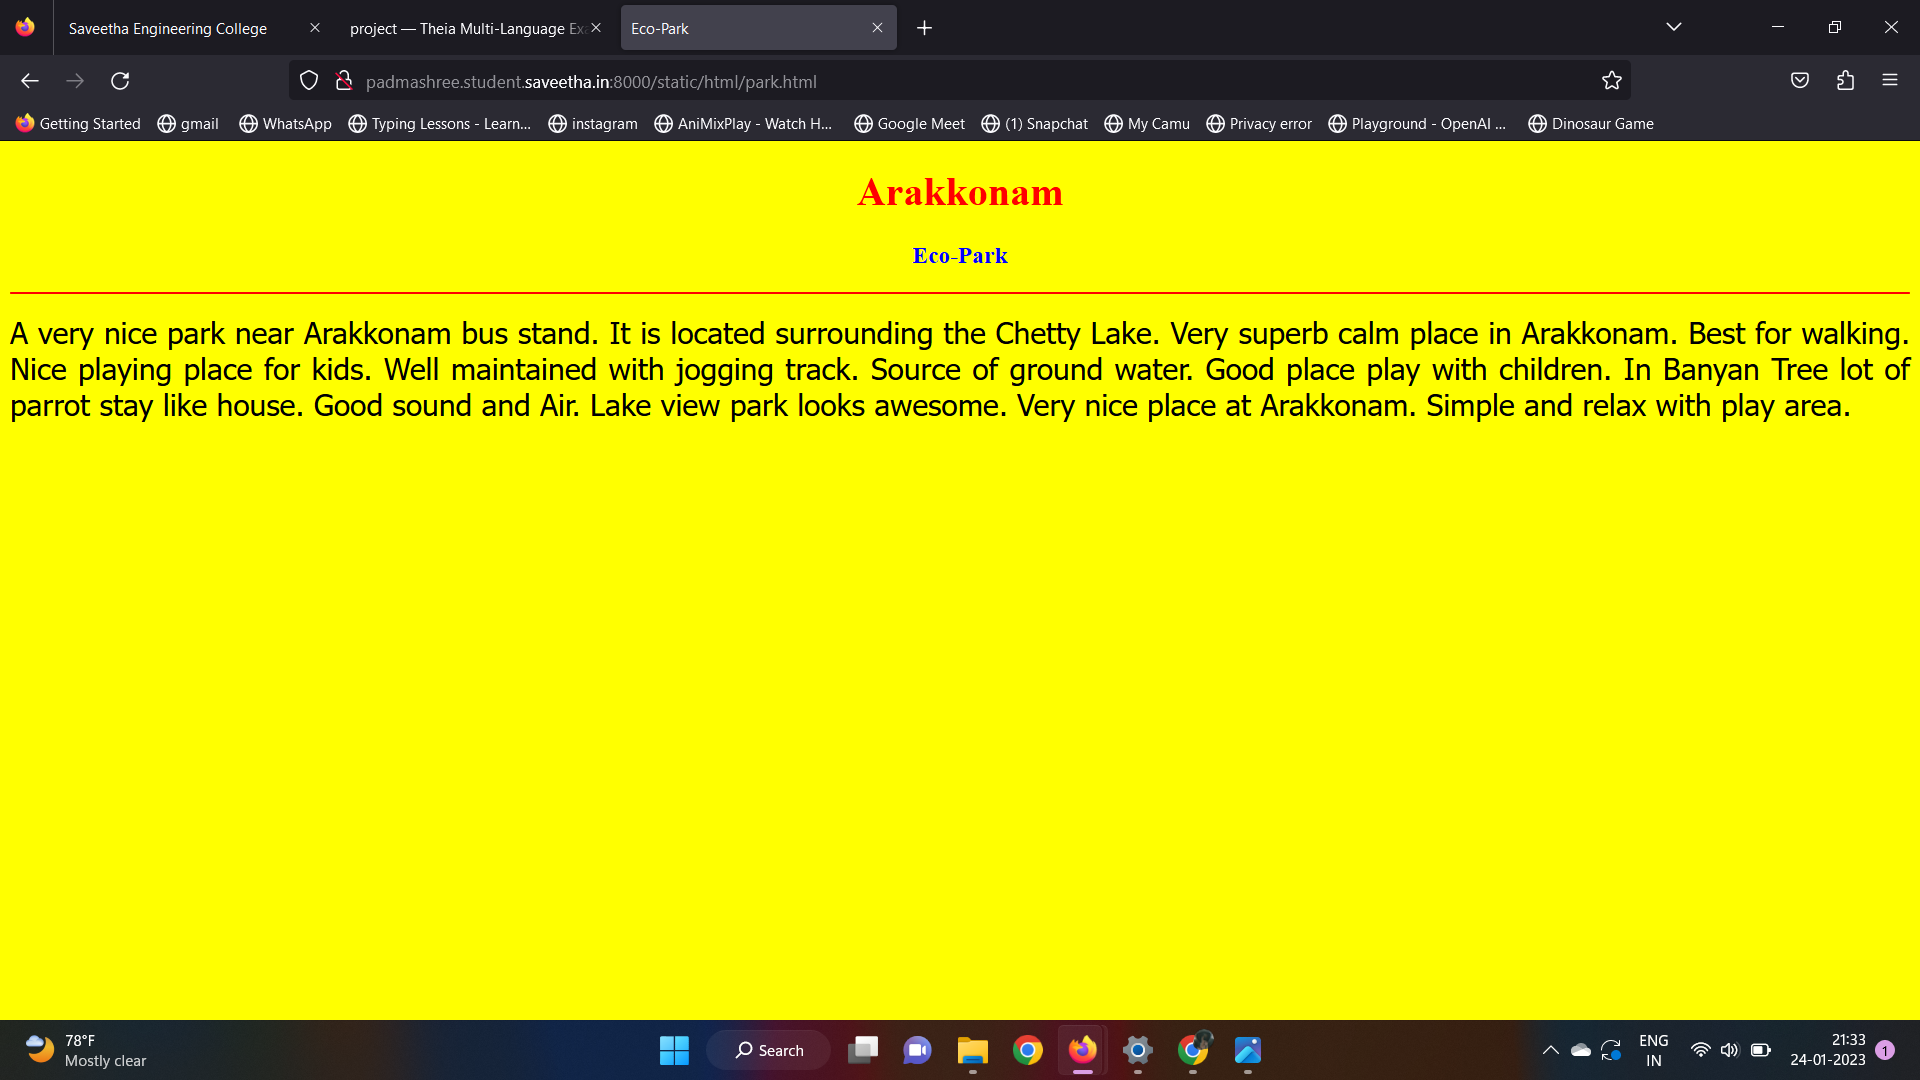 Saveetha Engineering College
project — Theia Multi-Language Ex
Eco-Park
padmashree.student.saveetha.in:8000/static/html/park.html
Getting Started gmail WhatsApp Typing Lessons - Learn... instagram AniMixPlay - Watch H... Google Meet (1) Snapchat My Camu Privacy error Playground - OpenAI ... Dinosaur Game
Arakkonam
Eco-Park
A very nice park near Arakkonam bus stand. It is located surrounding the Chetty Lake. Very superb calm place in Arakkonam. Best for walking.
Nice playing place for kids. Well maintained with jogging track. Source of ground water. Good place play with children. In Banyan Tree lot of
parrot stay like house. Good sound and Air. Lake view park looks awesome. Very nice place at Arakkonam. Simple and relax with play area.
78°F
Mostly clear
Search
ENG
IN
21:33
24-01-2023
1